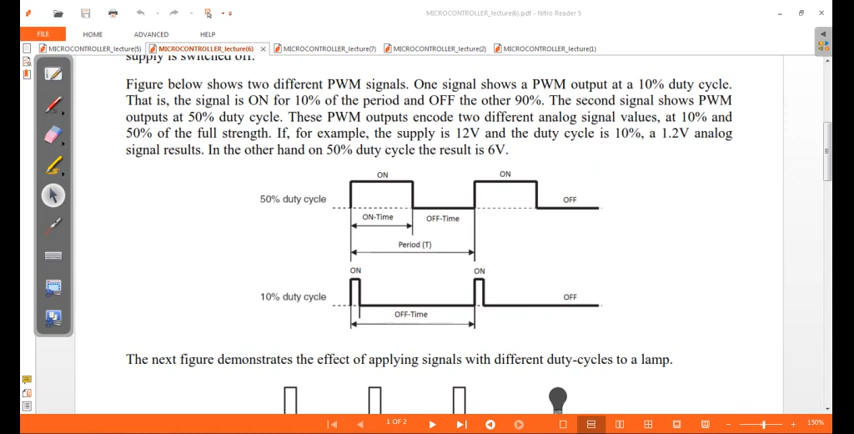 MICROCONTROLLER_lecture(6).pdf - Nitro Reader 5
FILE HOME ADVANCED HELP
MICROCONTROLLER_lecture(5) MICROCONTROLLER_lecture(6) × MICROCONTROLLER_lecture(7) MICROCONTROLLER_lecture(2) MICROCONTROLLER_lecture(1)
supply is switched off.
Figure below shows two different PWM signals. One signal shows a PWM output at a 10% duty cycle.
That is, the signal is ON for 10% of the period and OFF the other 90%. The second signal shows PWM
outputs at 50% duty cycle. These PWM outputs encode two different analog signal values, at 10% and
50% of the full strength. If, for example, the supply is 12V and the duty cycle is 10%, a 1.2V analog
signal results. In the other hand on 50% duty cycle the result is 6V.
ON ON
50% duty cycle OFF
ON-Time OFF-Time
Period (T)
ON ON
10% duty cycle OFF
OFF-Time
The next figure demonstrates the effect of applying signals with different duty-cycles to a lamp.
1 OF 2 150%